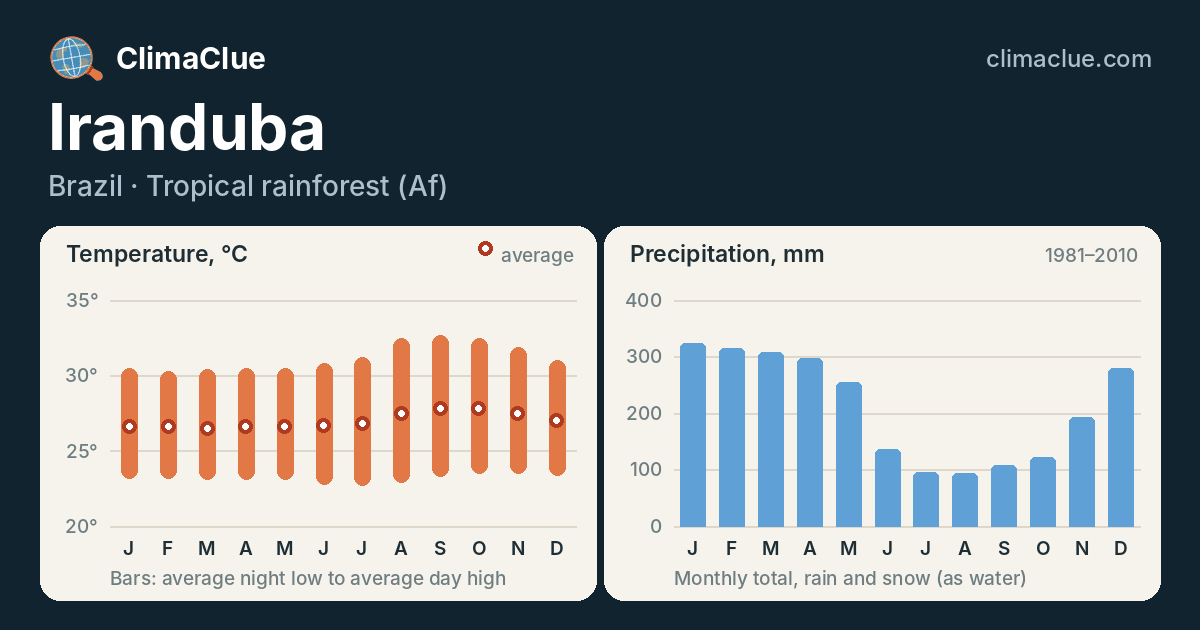 ClimaClue
climaclue.com
Iranduba
Brazil · Tropical rainforest (Af)
Temperature, °C
average
35°
30°
25°
20°
J F M A M J J A S O N D
Bars: average night low to average day high
Precipitation, mm
1981–2010
400
300
200
100
0
J F M A M J J A S O N D
Monthly total, rain and snow (as water)